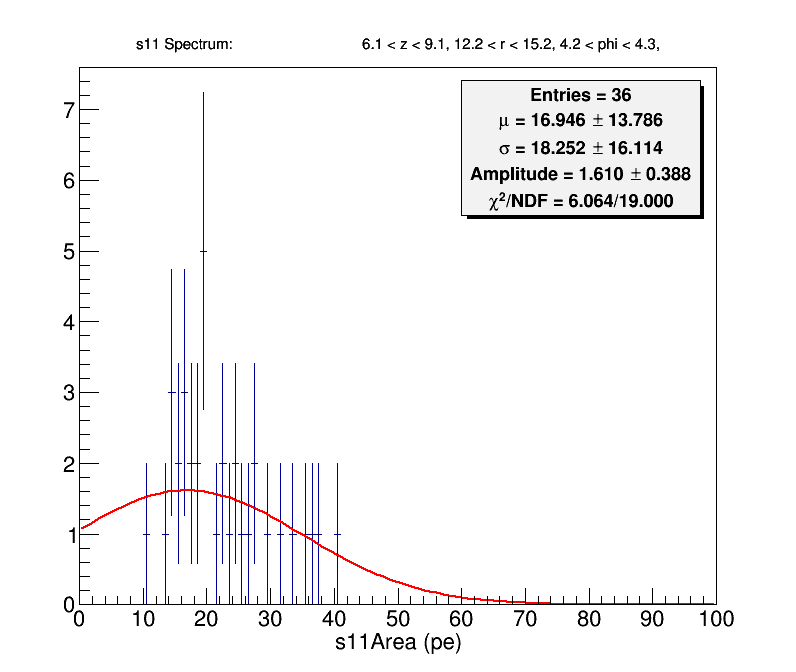 s11 Spectrum: 6.1 < z < 9.1, 12.2 < r < 15.2, 4.2 < phi < 4.3,
Entries = 36
μ = 16.946 ± 13.786
σ = 18.252 ± 16.114
Amplitude = 1.610 ± 0.388
χ²/NDF = 6.064/19.000
7
6
5
4
3
2
1
0
0 10 20 30 40 50 60 70 80 90 100
s11Area (pe)